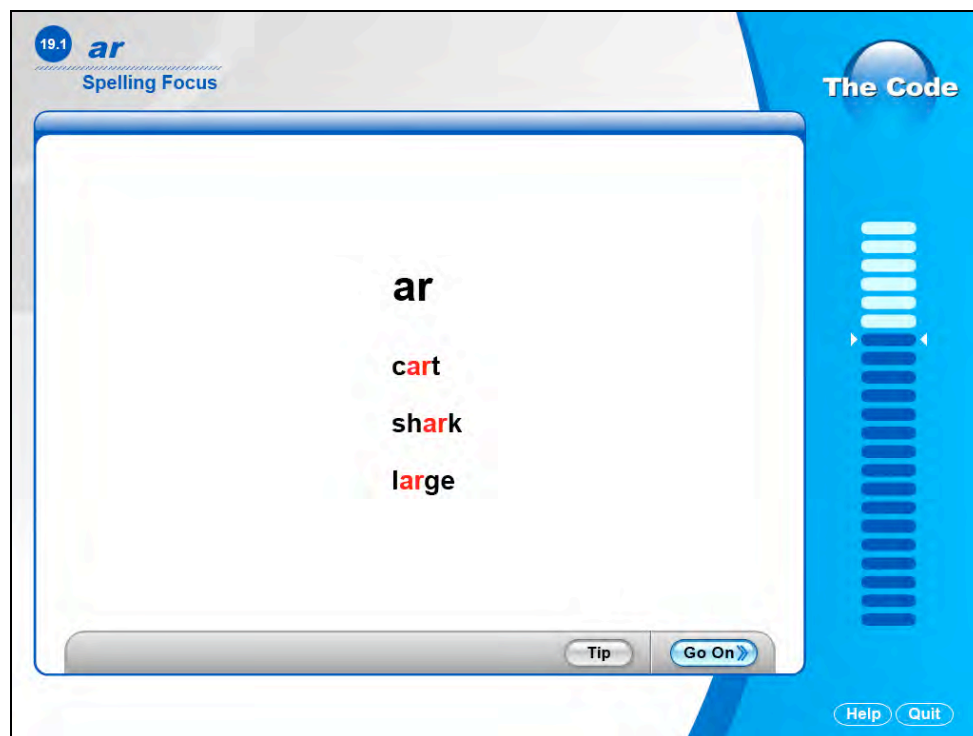 19.1 ar
Spelling Focus
The Code
ar
cart
shark
large
Tip
Go On
Help
Quit